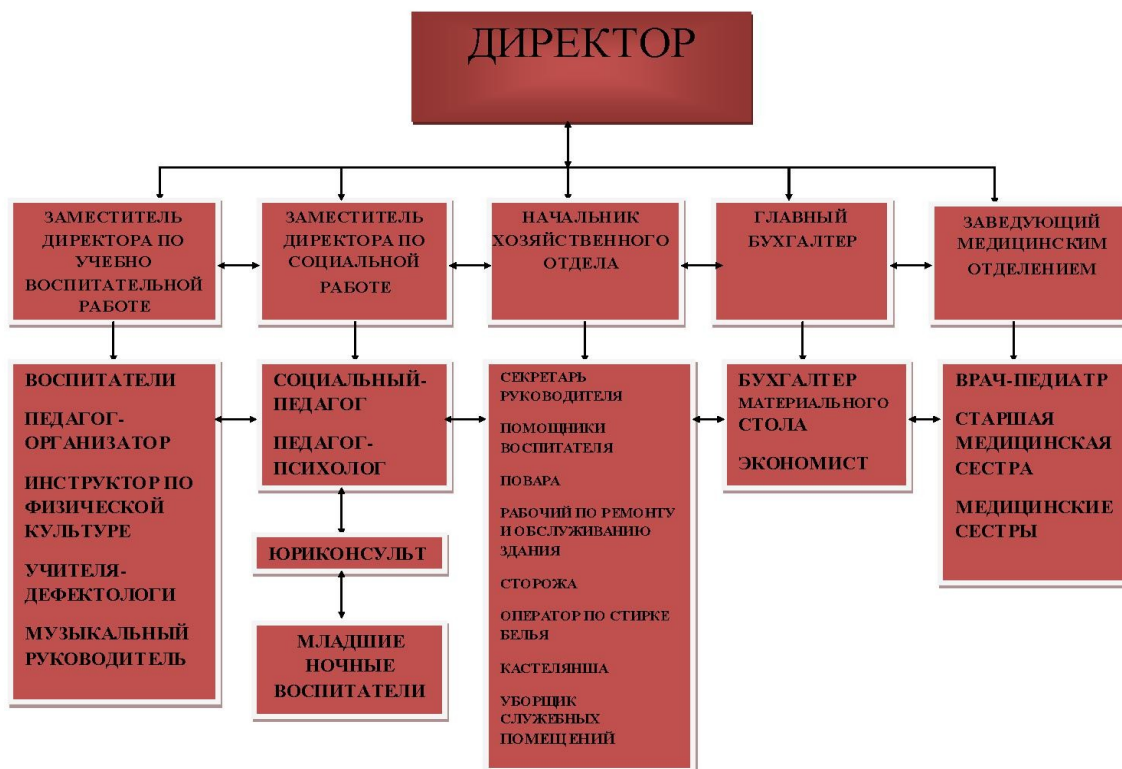 ДИРЕКТОР
ЗАМЕСТИТЕЛЬ
ДИРЕКТОРА ПО
УЧЕБНО
ВОСПИТАТЕЛЬНОЙ
РАБОТЕ
ЗАМЕСТИТЕЛЬ
ДИРЕКТОРА ПО
СОЦИАЛЬНОЙ
РАБОТЕ
НАЧАЛЬНИК
ХОЗЯЙСТВЕННОГО
ОТДЕЛА
ГЛАВНЫЙ
БУХГАЛТЕР
ЗАВЕДУЮЩИЙ
МЕДИЦИНСКИМ
ОТДЕЛЕНИЕМ
ВОСПИТАТЕЛИ
ПЕДАГОГ-
ОРГАНИЗАТОР
ИНСТРУКТОР ПО
ФИЗИЧЕСКОЙ
КУЛЬТУРЕ
УЧИТЕЛЯ-
ДЕФЕКТОЛОГИ
МУЗЫКАЛЬНЫЙ
РУКОВОДИТЕЛЬ
СОЦИАЛЬНЫЙ-
ПЕДАГОГ
ПЕДАГОГ-
ПСИХОЛОГ
ЮРИКОНСУЛЬТ
МЛАДШИЕ
НОЧНЫЕ
ВОСПИТАТЕЛИ
СЕКРЕТАРЬ
РУКОВОДИТЕЛЯ
ПОМОЩНИКИ
ВОСПИТАТЕЛЯ
ПОВАРА
РАБОЧИЙ ПО РЕМОНТУ
И ОБСЛУЖИВАНИЮ
ЗДАНИЯ
СТОРОЖА
ОПЕРАТОР ПО СТИРКЕ
БЕЛЬЯ
КАСТЕЛЯНША
УБОРЩИК
СЛУЖЕБНЫХ
ПОМЕЩЕНИЙ
БУХГАЛТЕР
МАТЕРИАЛЬНОГО
СТОЛА
ЭКОНОМИСТ
ВРАЧ-ПЕДИАТР
СТАРШАЯ
МЕДИЦИНСКАЯ
СЕСТРА
МЕДИЦИНСКИЕ
СЕСТРЫ